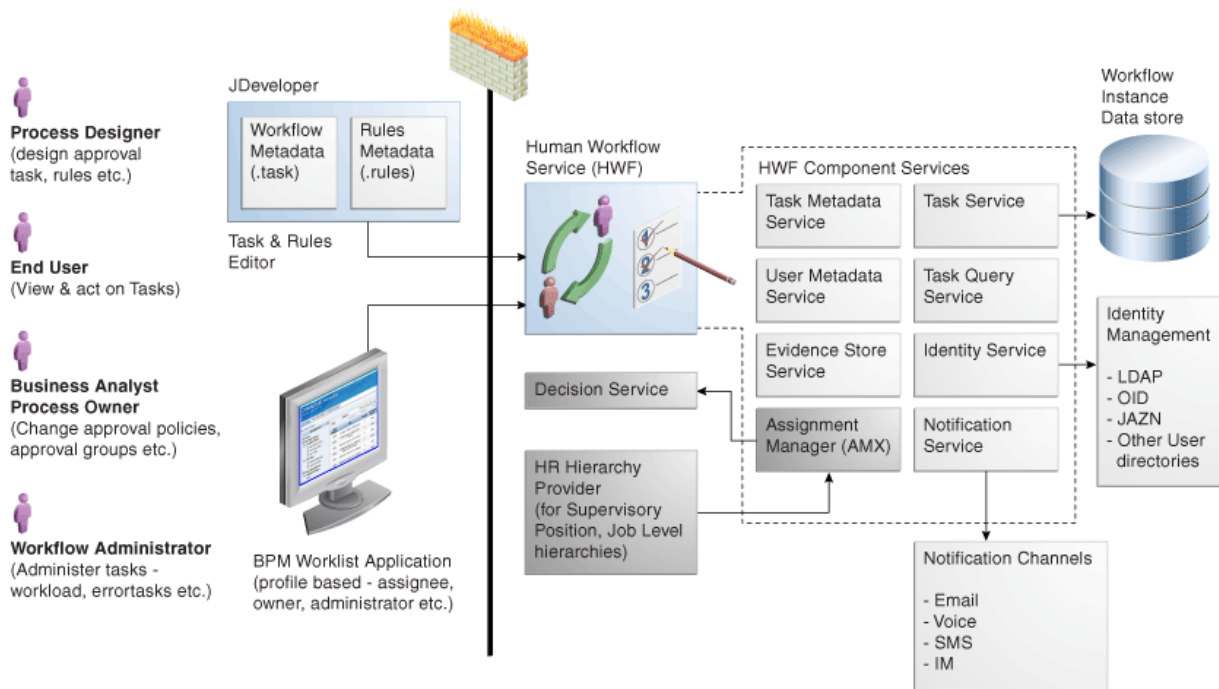 Process Designer
(design approval
task, rules etc.)
End User
(View & act on Tasks)
Business Analyst
Process Owner
(Change approval policies,
approval groups etc.)
Workflow Administrator
(Administer tasks -
workload, errortasks etc.)
JDeveloper
Workflow
Metadata
(.task)
Rules
Metadata
(.rules)
Task & Rules
Editor
BPM Worklist Application
(profile based - assignee,
owner, administrator etc.)
Human Workflow
Service (HWF)
1
2
3
Decision Service
HR Hierarchy
Provider
(for Supervisory
Position, Job Level
hierarchies)
HWF Component Services
Task Metadata
Service
Task Service
User Metadata
Service
Task Query
Service
Evidence Store
Service
Identity Service
Assignment
Manager (AMX)
Notification
Service
Workflow
Instance
Data store
Identity
Management
- LDAP
- OID
- JAZN
- Other User
directories
Notification Channels
- Email
- Voice
- SMS
- IM